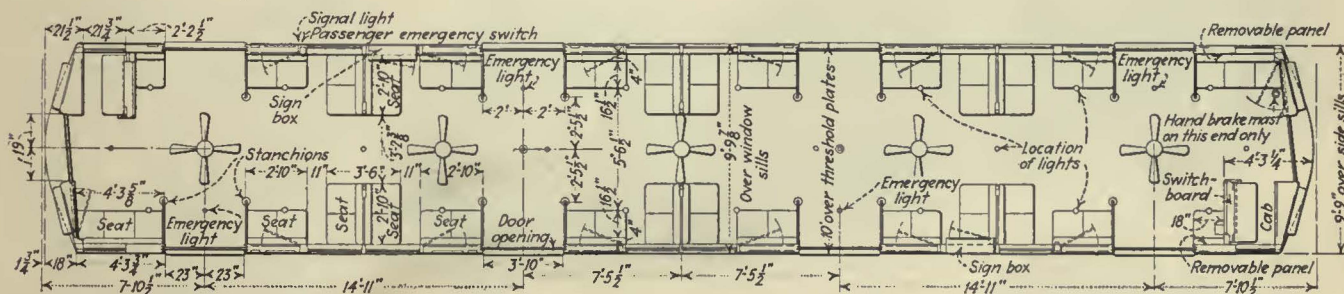 21½"
21¾"
2'-2½"
Signal light
Passenger emergency switch
Removable panel
Emergency
light
Emergency
light
Sign
box
2'-10"
Seat
2'
2'
16½"
4"
Hand brake mast
on this end only
1'-9"
Stanchions
2'-10"
11"
3'-6"
3'-2⅜"
11"
2'-10"
2'-5½"
2'-5½"
5'-6½"
9'-9⅞"
Over window
sills
10' over threshold plates
Location
of lights
4'-3¼"
9'-9" over side sills
4'-3⅝"
Seat
Emergency
light
Seat
Seat
2'-10"
Seat
Seat
Door
opening
16½"
4"
Emergency
light
Switch-
board
18"
Cab
1¾"
18"
4'-3¾"
23"
23"
3'-10"
Sign box
Removable panel
7'-10½"
14'-11"
7'-5½"
7'-5½"
14'-11"
7'-10½"